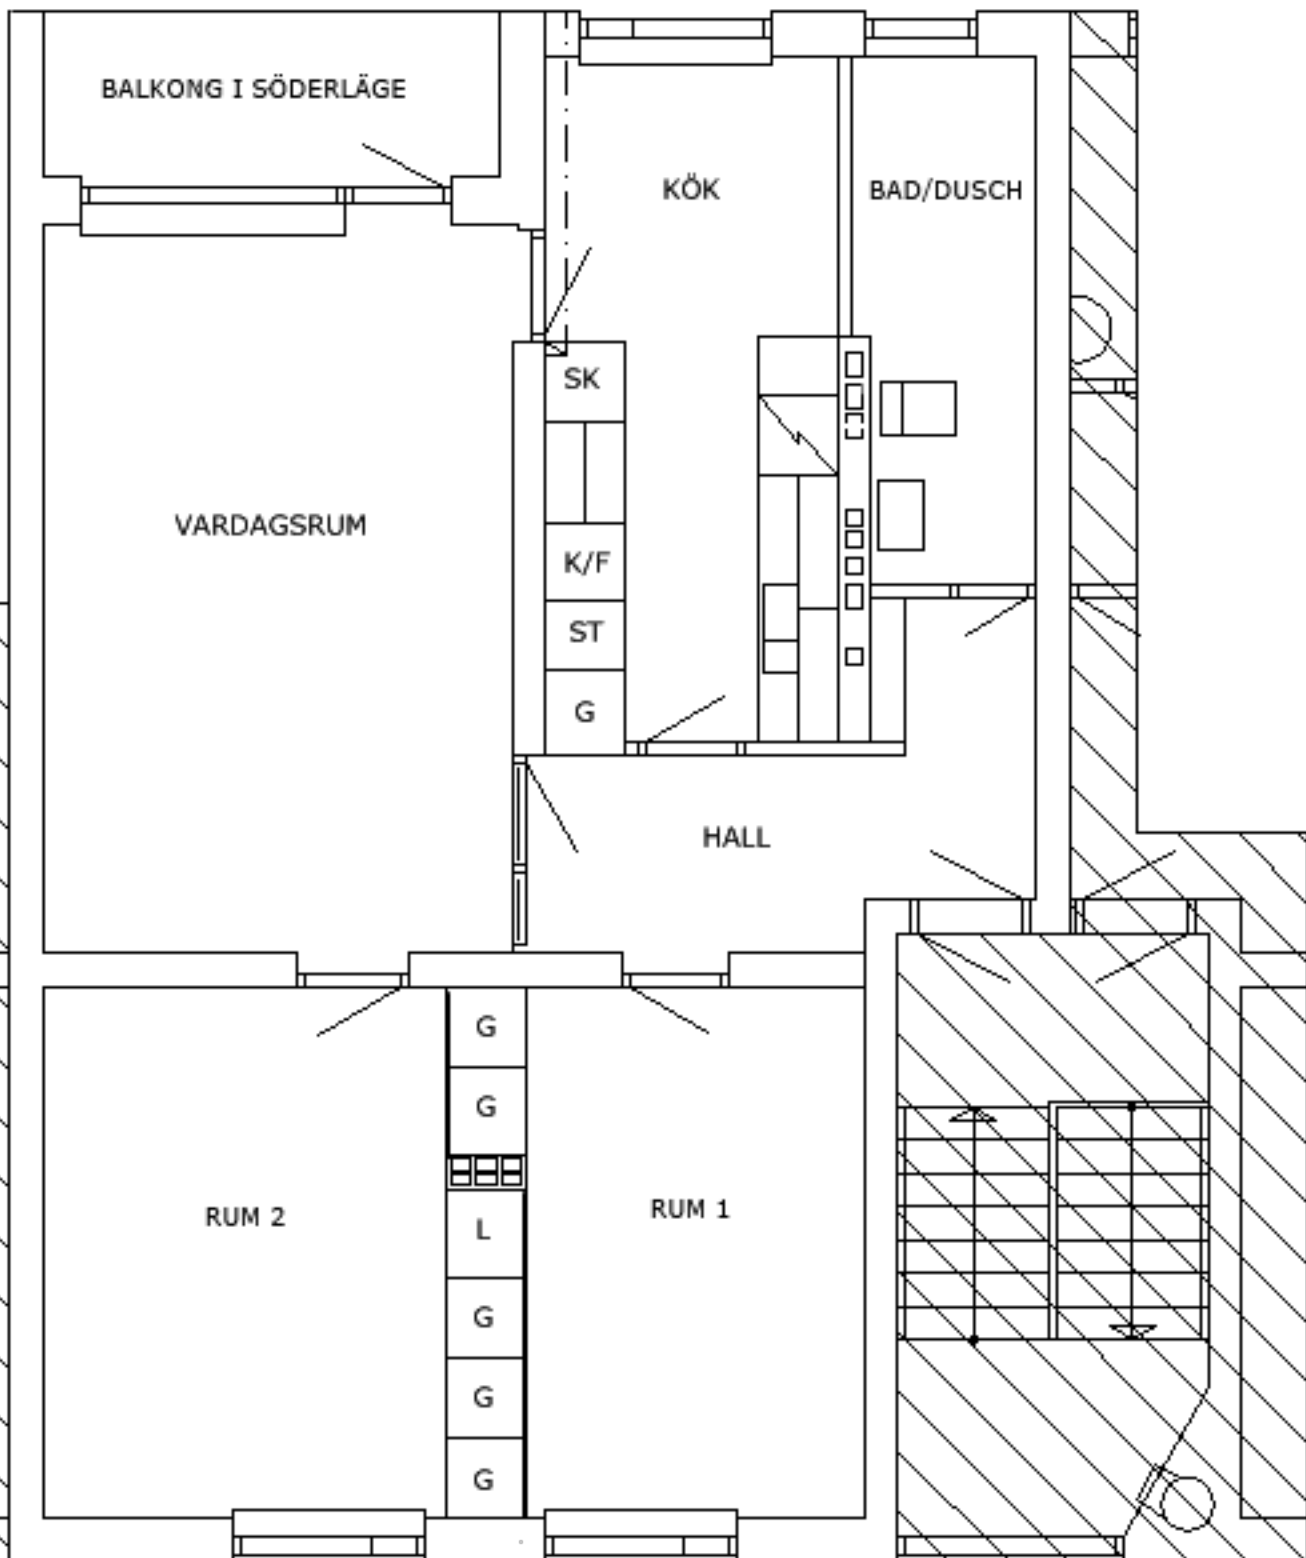 BALKONG I SÖDERLÄGE
KÖK
BAD/DUSCH
SK
VARDAGSRUM
K/F
ST
G
HALL
G
G
RUM 2
RUM 1
L
G
G
G